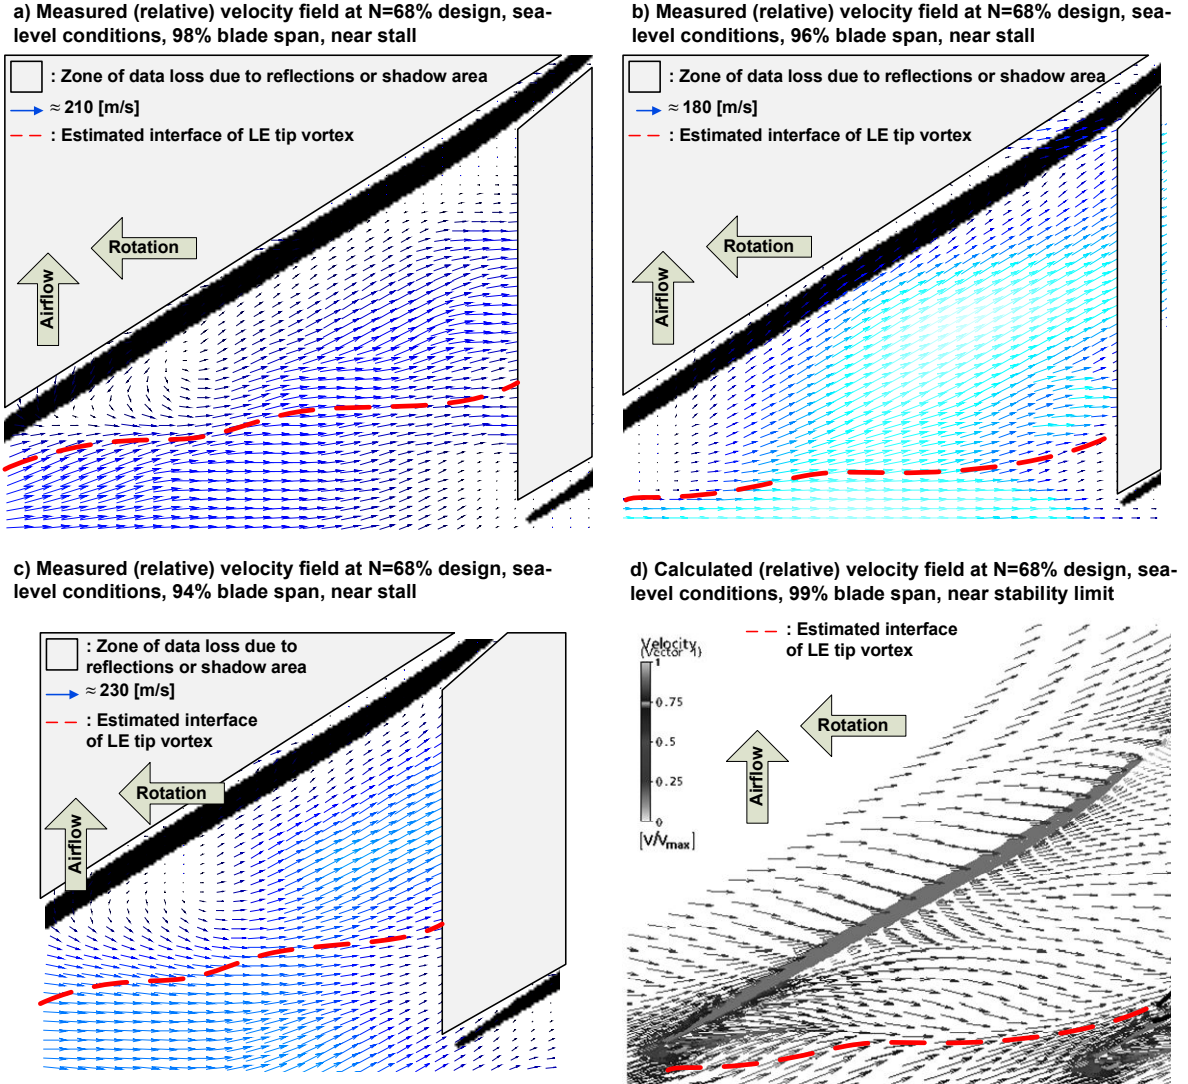 a) Measured (relative) velocity field at N=68% design, sea-
level conditions, 98% blade span, near stall
: Zone of data loss due to reflections or shadow area
≈ 210 [m/s]
: Estimated interface of LE tip vortex
Rotation
Airflow
b) Measured (relative) velocity field at N=68% design, sea-
level conditions, 96% blade span, near stall
: Zone of data loss due to reflections or shadow area
≈ 180 [m/s]
: Estimated interface of LE tip vortex
Rotation
Airflow
c) Measured (relative) velocity field at N=68% design, sea-
level conditions, 94% blade span, near stall
: Zone of data loss due to
reflections or shadow area
≈ 230 [m/s]
: Estimated interface
of LE tip vortex
Rotation
Airflow
d) Calculated (relative) velocity field at N=68% design, sea-
level conditions, 99% blade span, near stability limit
: Estimated interface
of LE tip vortex
Velocity
(Vector 1)
1
0.75
0.5
0.25
0
[V/Vmax]
Rotation
Airflow